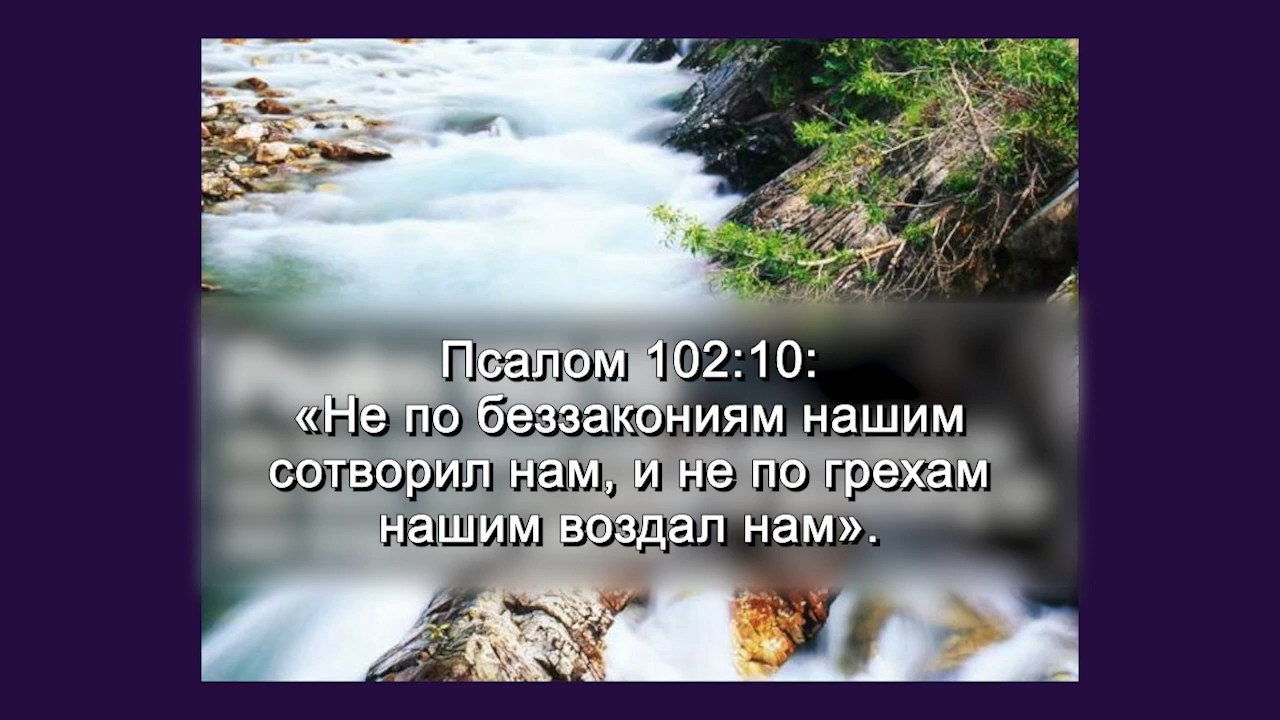 Псалом 102:10:
«Не по беззакониям нашим
сотворил нам, и не по грехам
нашим воздал нам».